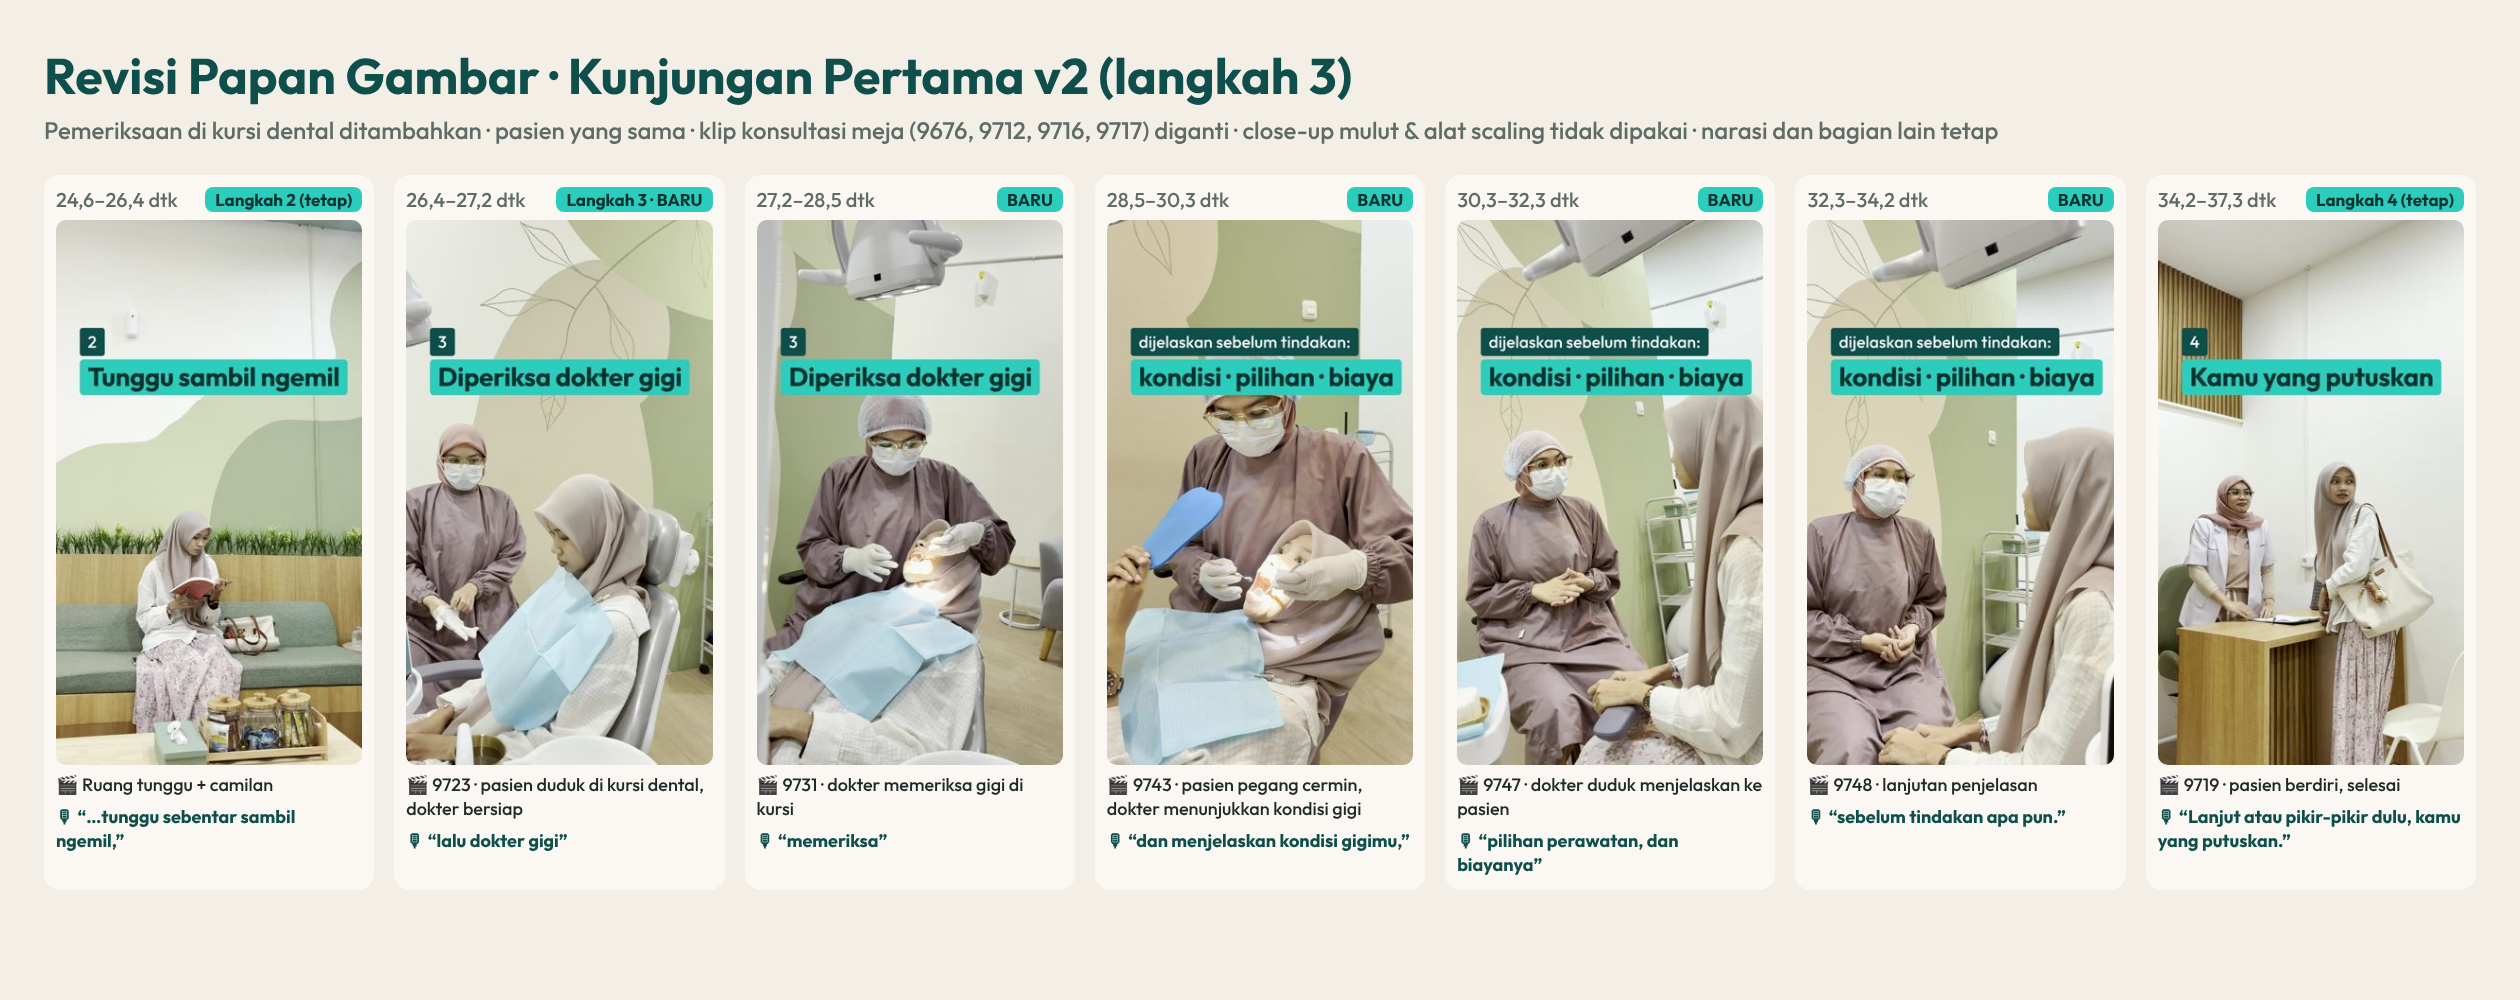 Revisi Papan Gambar · Kunjungan Pertama v2 (langkah 3)
Pemeriksaan di kursi dental ditambahkan · pasien yang sama · klip konsultasi meja (9676, 9712, 9716, 9717) diganti · close-up mulut & alat scaling tidak dipakai · narasi dan bagian lain tetap
24,6–26,4 dtk
Langkah 2 (tetap)
2
Tunggu sambil ngemil
🎬 Ruang tunggu + camilan
🎙 “...tunggu sebentar sambil
ngemil,”
26,4–27,2 dtk
Langkah 3 · BARU
3
Diperiksa dokter gigi
🎬 9723 · pasien duduk di kursi dental,
dokter bersiap
🎙 “lalu dokter gigi”
27,2–28,5 dtk
BARU
3
Diperiksa dokter gigi
🎬 9731 · dokter memeriksa gigi di
kursi
🎙 “memeriksa”
28,5–30,3 dtk
BARU
dijelaskan sebelum tindakan:
kondisi · pilihan · biaya
🎬 9743 · pasien pegang cermin,
dokter menunjukkan kondisi gigi
🎙 “dan menjelaskan kondisi gigimu,”
30,3–32,3 dtk
BARU
dijelaskan sebelum tindakan:
kondisi · pilihan · biaya
🎬 9747 · dokter duduk menjelaskan ke
pasien
🎙 “pilihan perawatan, dan
biayanya”
32,3–34,2 dtk
BARU
dijelaskan sebelum tindakan:
kondisi · pilihan · biaya
🎬 9748 · lanjutan penjelasan
🎙 “sebelum tindakan apa pun.”
34,2–37,3 dtk
Langkah 4 (tetap)
4
Kamu yang putuskan
🎬 9719 · pasien berdiri, selesai
🎙 “Lanjut atau pikir-pikir dulu, kamu
yang putuskan.”